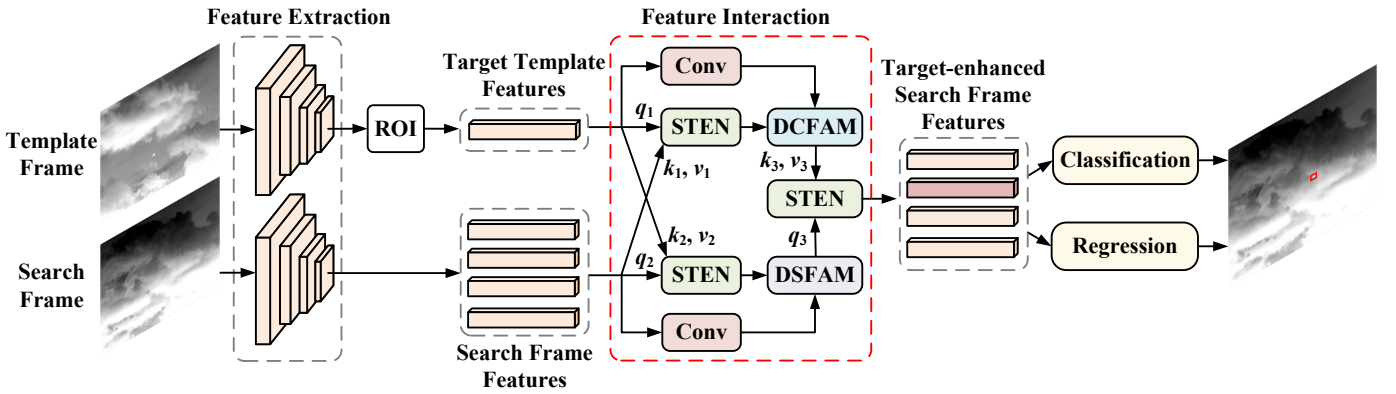 Feature Extraction
Feature Interaction
Template
Frame
Search
Frame
ROI
Target Template
Features
Search Frame
Features
Conv
q1
STEN
DCFAM
k1, v1
k3, v3
STEN
k2, v2
q3
q2
STEN
DSFAM
Conv
Target-enhanced
Search Frame
Features
Classification
Regression